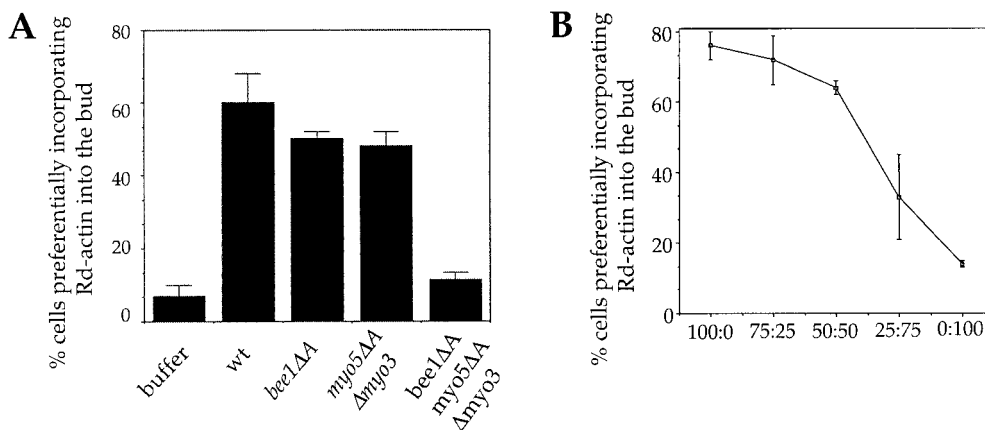 A
% cells preferentially incorporating
Rd-actin into the bud
80
60
40
20
0
buffer
wt
bee1ΔA
myo5ΔA
Δmyo3
bee1ΔA
myo5ΔA
Δmyo3
B
% cells preferentially incorporating
Rd-actin into the bud
80
60
40
20
0
100:0
75:25
50:50
25:75
0:100